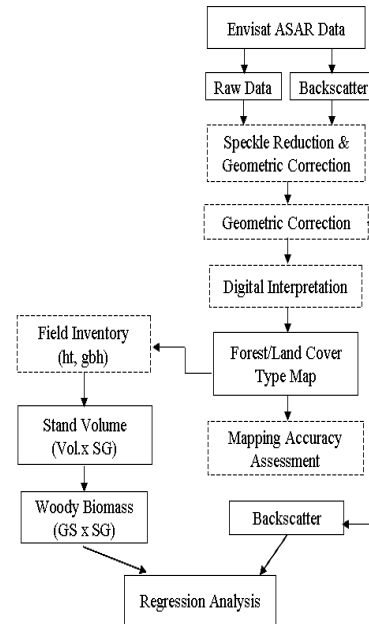 Envisat ASAR Data
Raw Data
Backscatter
Speckle Reduction &
Geometric Correction
Geometric Correction
Digital Interpretation
Field Inventory
(ht, gbh)
Forest/Land Cover
Type Map
Stand Volume
(Vol.x SG)
Mapping Accuracy
Assessment
Woody Biomass
(GS x SG)
Backscatter
Regression Analysis